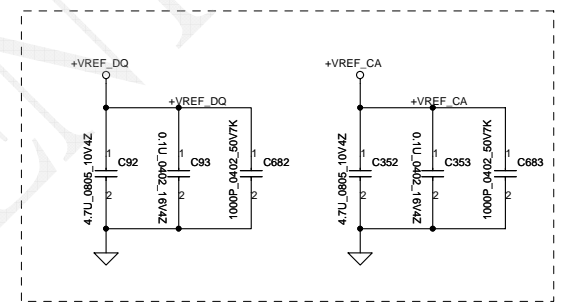 +VREF_DQ
+VREF_CA
+VREF_DQ
+VREF_CA
4.7U_0805_10V4Z
1
C92
2
0.1U_0402_16V4Z
1
C93
2
1000P_0402_50V7K
1
C682
2
4.7U_0805_10V4Z
1
C352
2
0.1U_0402_16V4Z
1
C353
2
1000P_0402_50V7K
1
C683
2